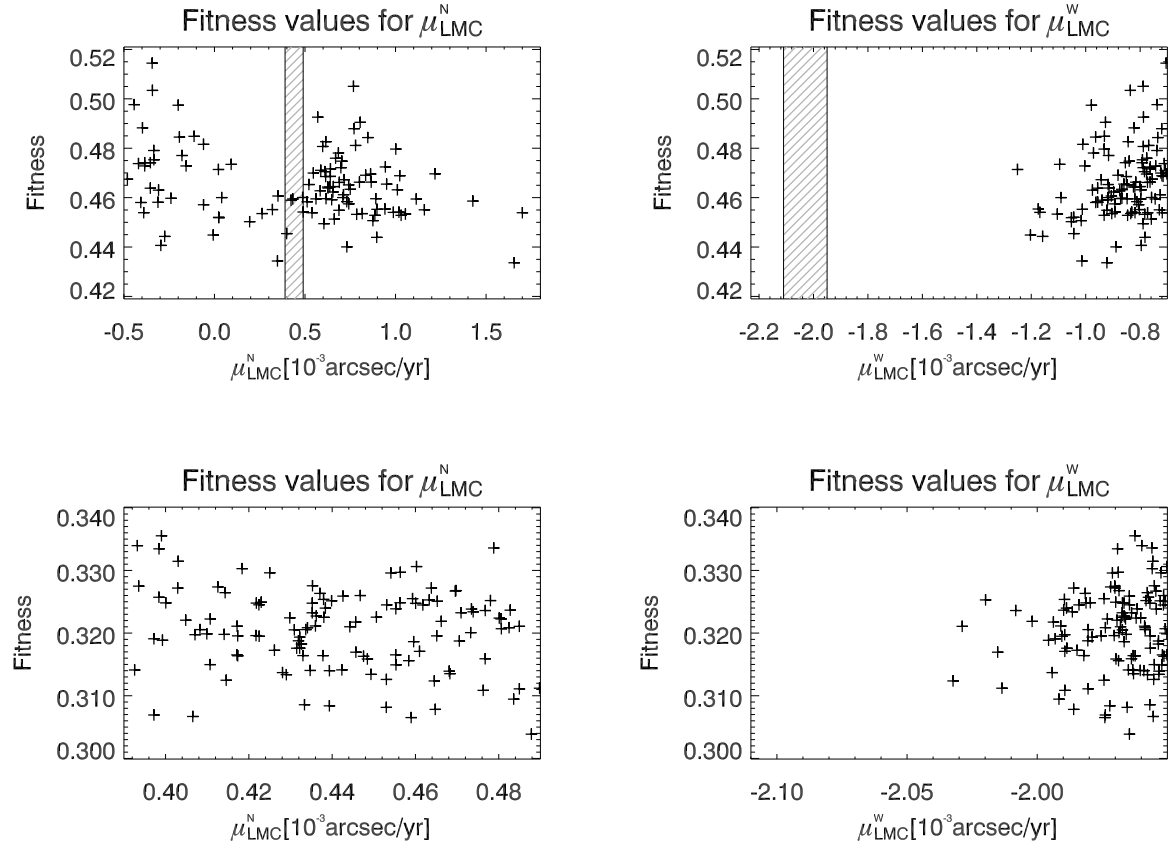 Fitness values for μ^N_LMC
Fitness
0.52
0.50
0.48
0.46
0.44
0.42
-0.5 0.0 0.5 1.0 1.5
μ^N_LMC[10^-3arcsec/yr]
Fitness values for μ^W_LMC
Fitness
0.52
0.50
0.48
0.46
0.44
0.42
-2.2 -2.0 -1.8 -1.6 -1.4 -1.2 -1.0 -0.8
μ^W_LMC[10^-3arcsec/yr]
Fitness values for μ^N_LMC
Fitness
0.340
0.330
0.320
0.310
0.300
0.40 0.42 0.44 0.46 0.48
μ^N_LMC[10^-3arcsec/yr]
Fitness values for μ^W_LMC
Fitness
0.340
0.330
0.320
0.310
0.300
-2.10 -2.05 -2.00
μ^W_LMC[10^-3arcsec/yr]